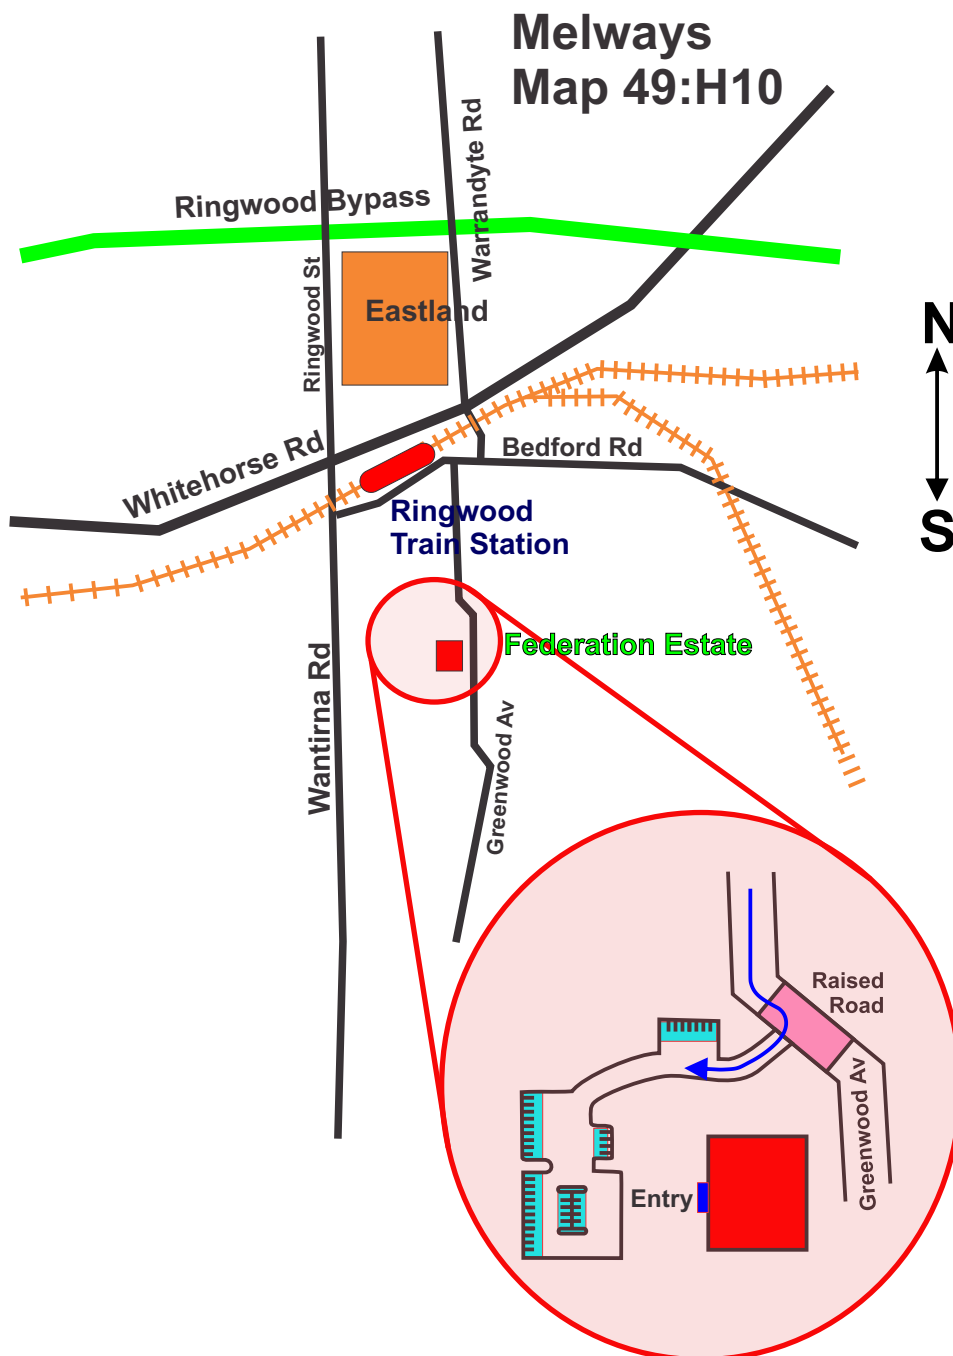 Melways
Map 49:H10
Warrandyte Rd
Ringwood Bypass
Ringwood St
Eastland
N
Whitehorse Rd
Bedford Rd
Ringwood
Train Station
S
Federation Estate
Wantirna Rd
Greenwood Av
Raised
Road
Greenwood Av
Entry